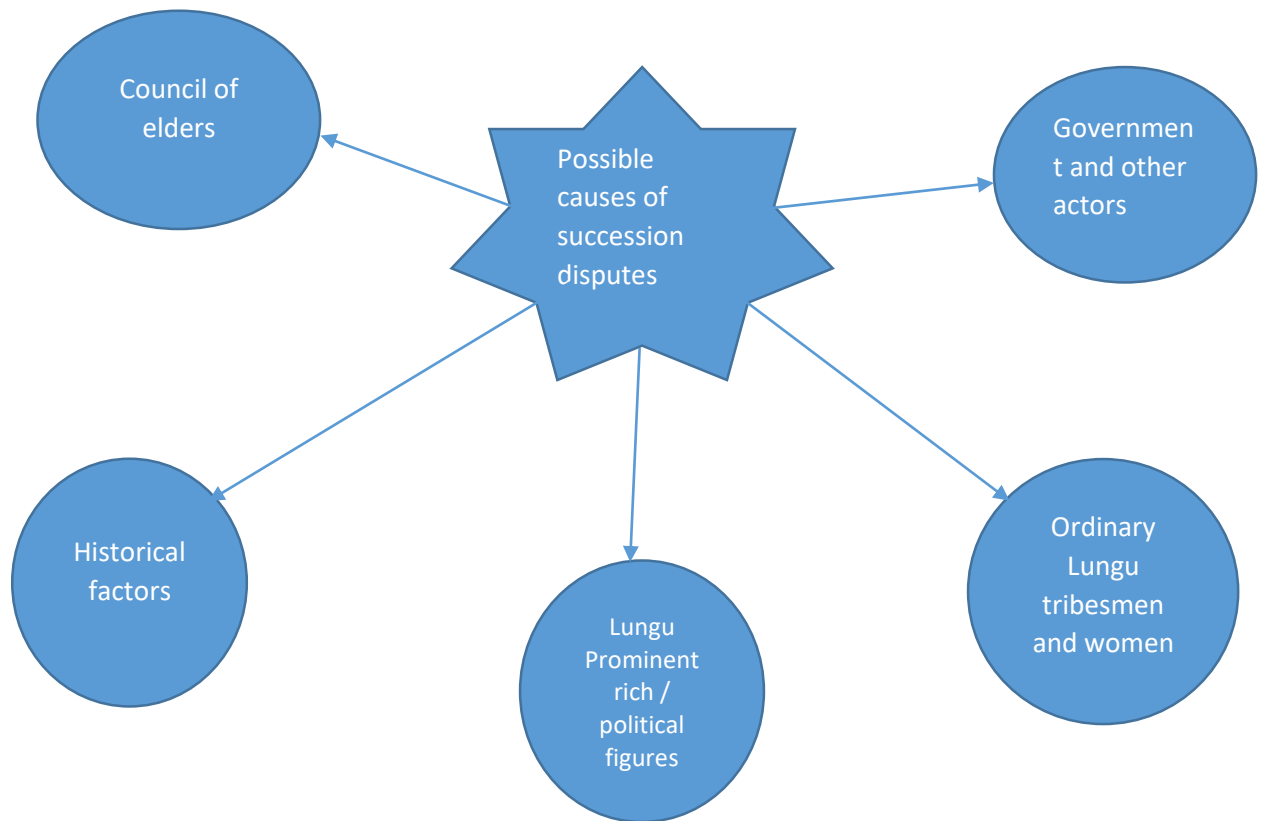 Council of
elders
Possible
causes of
succession
disputes
Governmen
t and other
actors
Historical
factors
Lungu
Prominent
rich /
political
figures
Ordinary
Lungu
tribesmen
and women